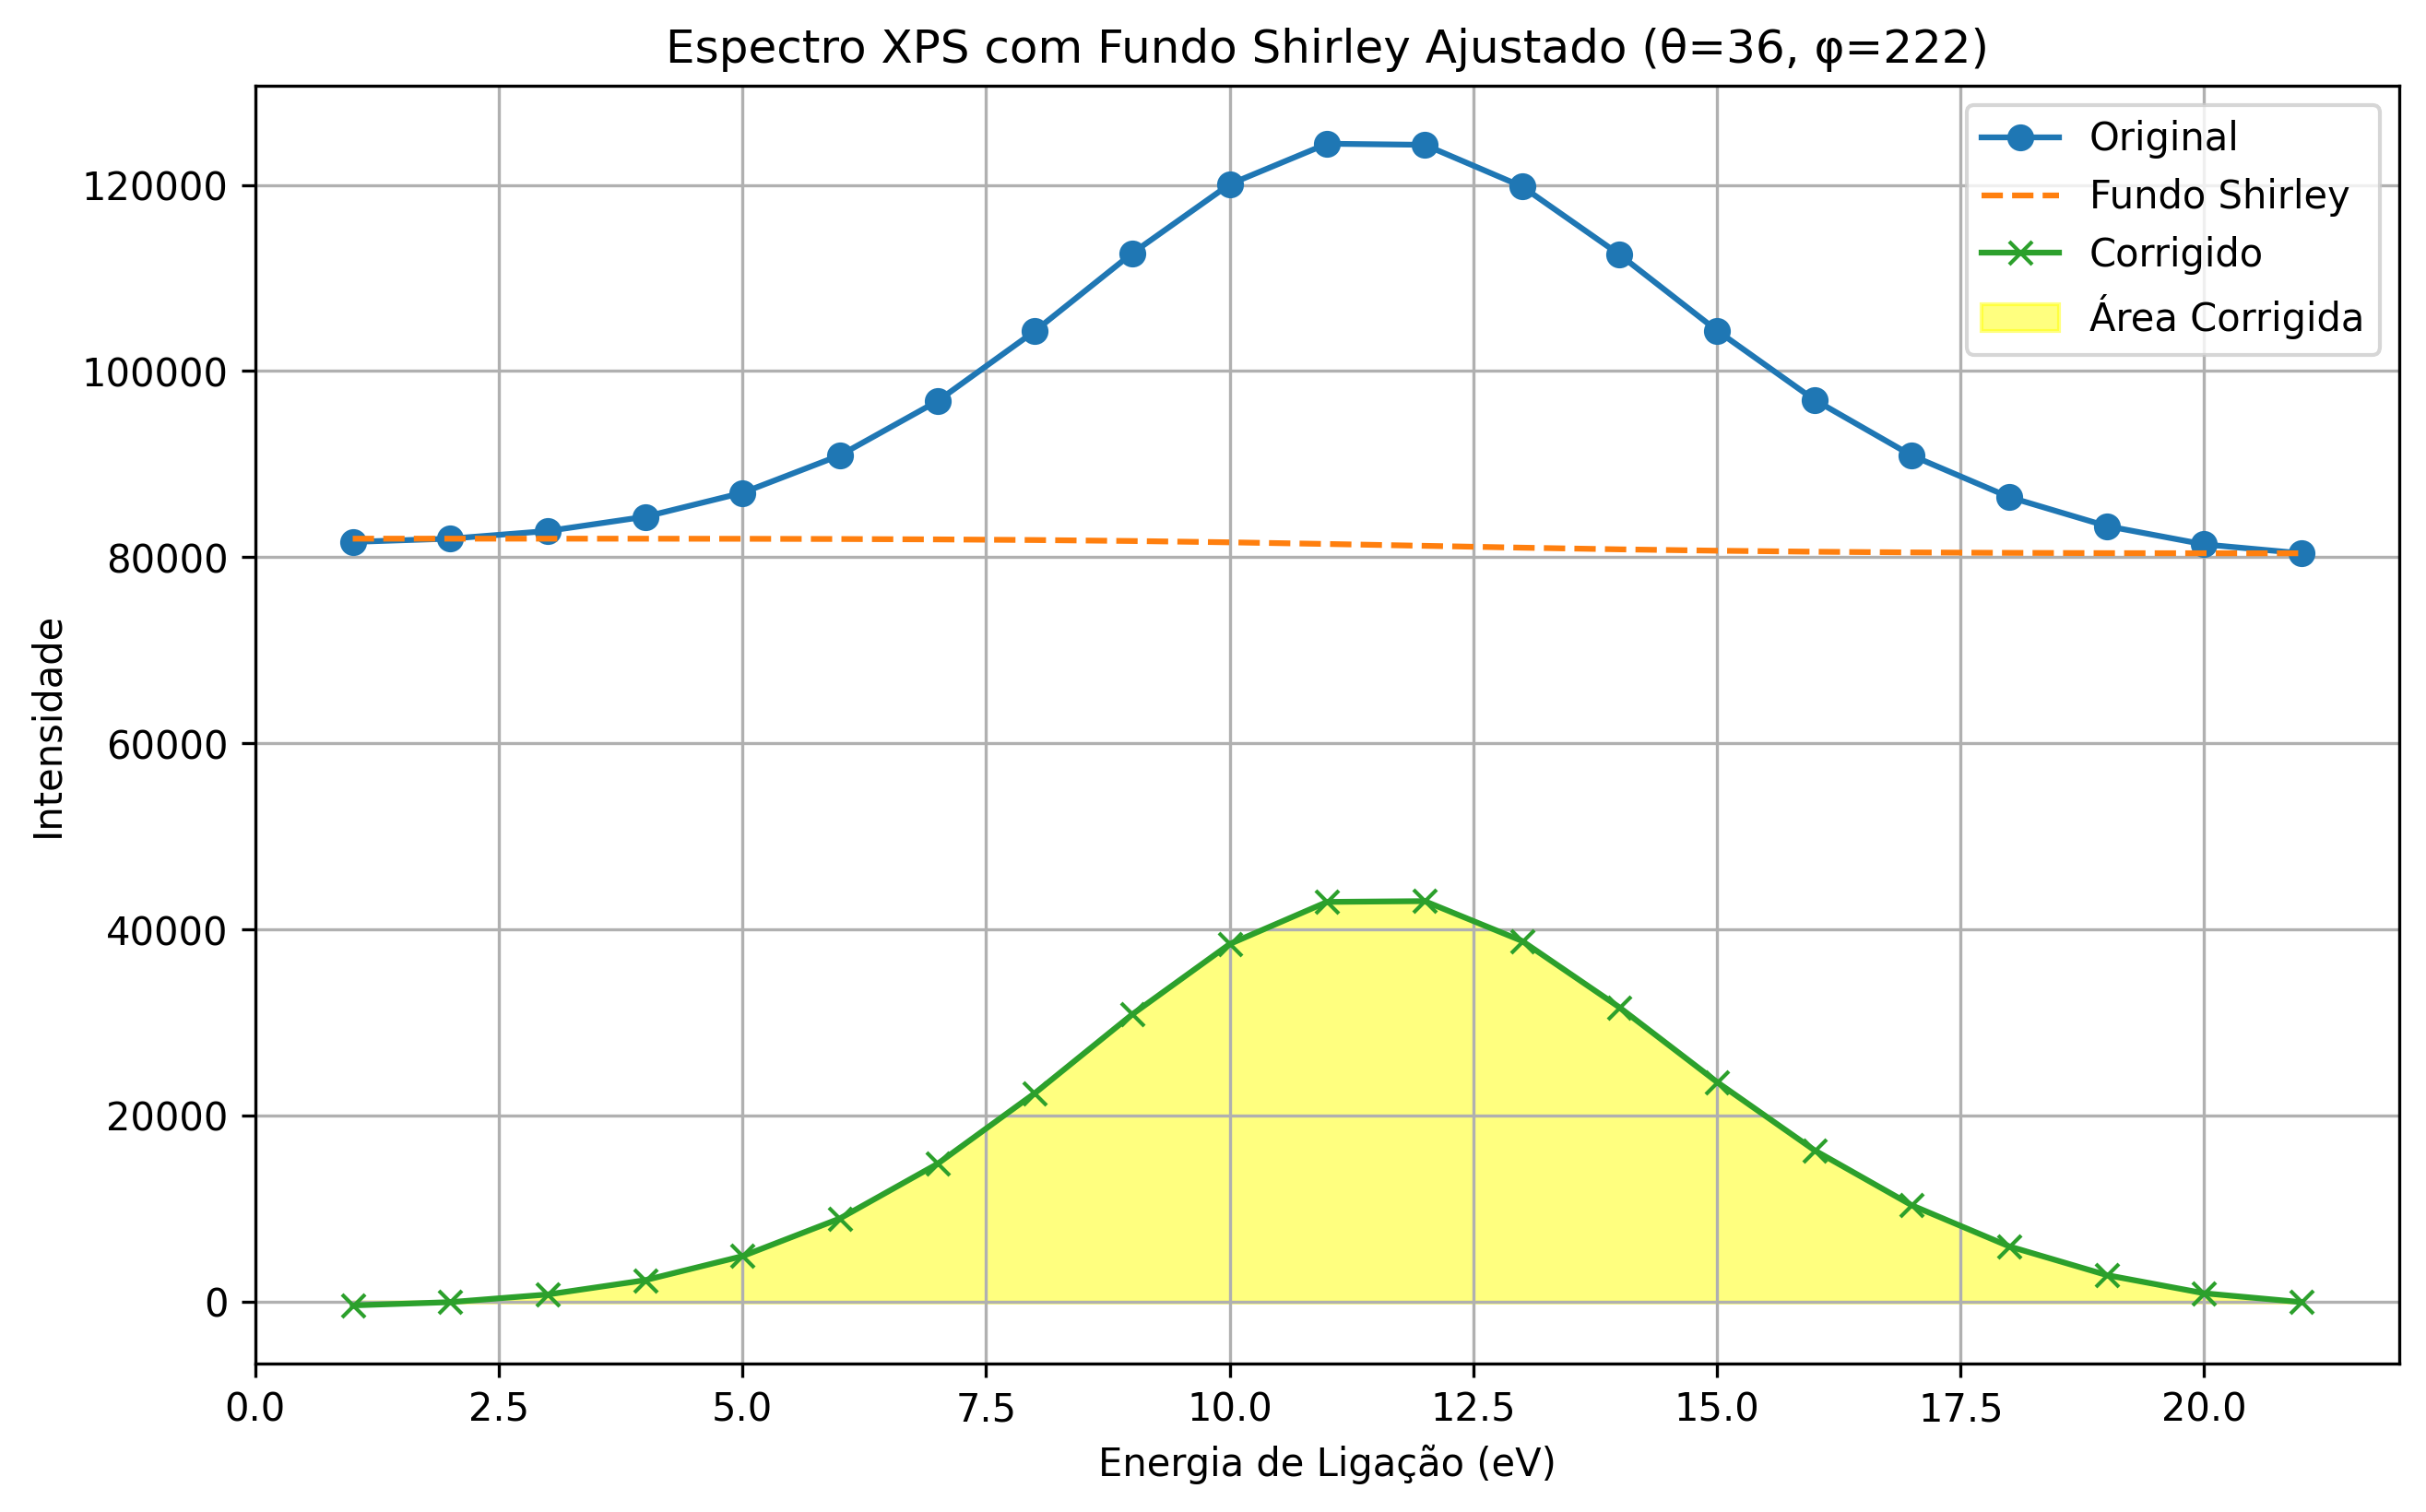 Espectro XPS com Fundo Shirley Ajustado (θ=36, φ=222)
Original
Fundo Shirley
Corrigido
Área Corrigida
120000
100000
80000
60000
40000
20000
0
Intensidade
0.0 2.5 5.0 7.5 10.0 12.5 15.0 17.5 20.0
Energia de Ligação (eV)